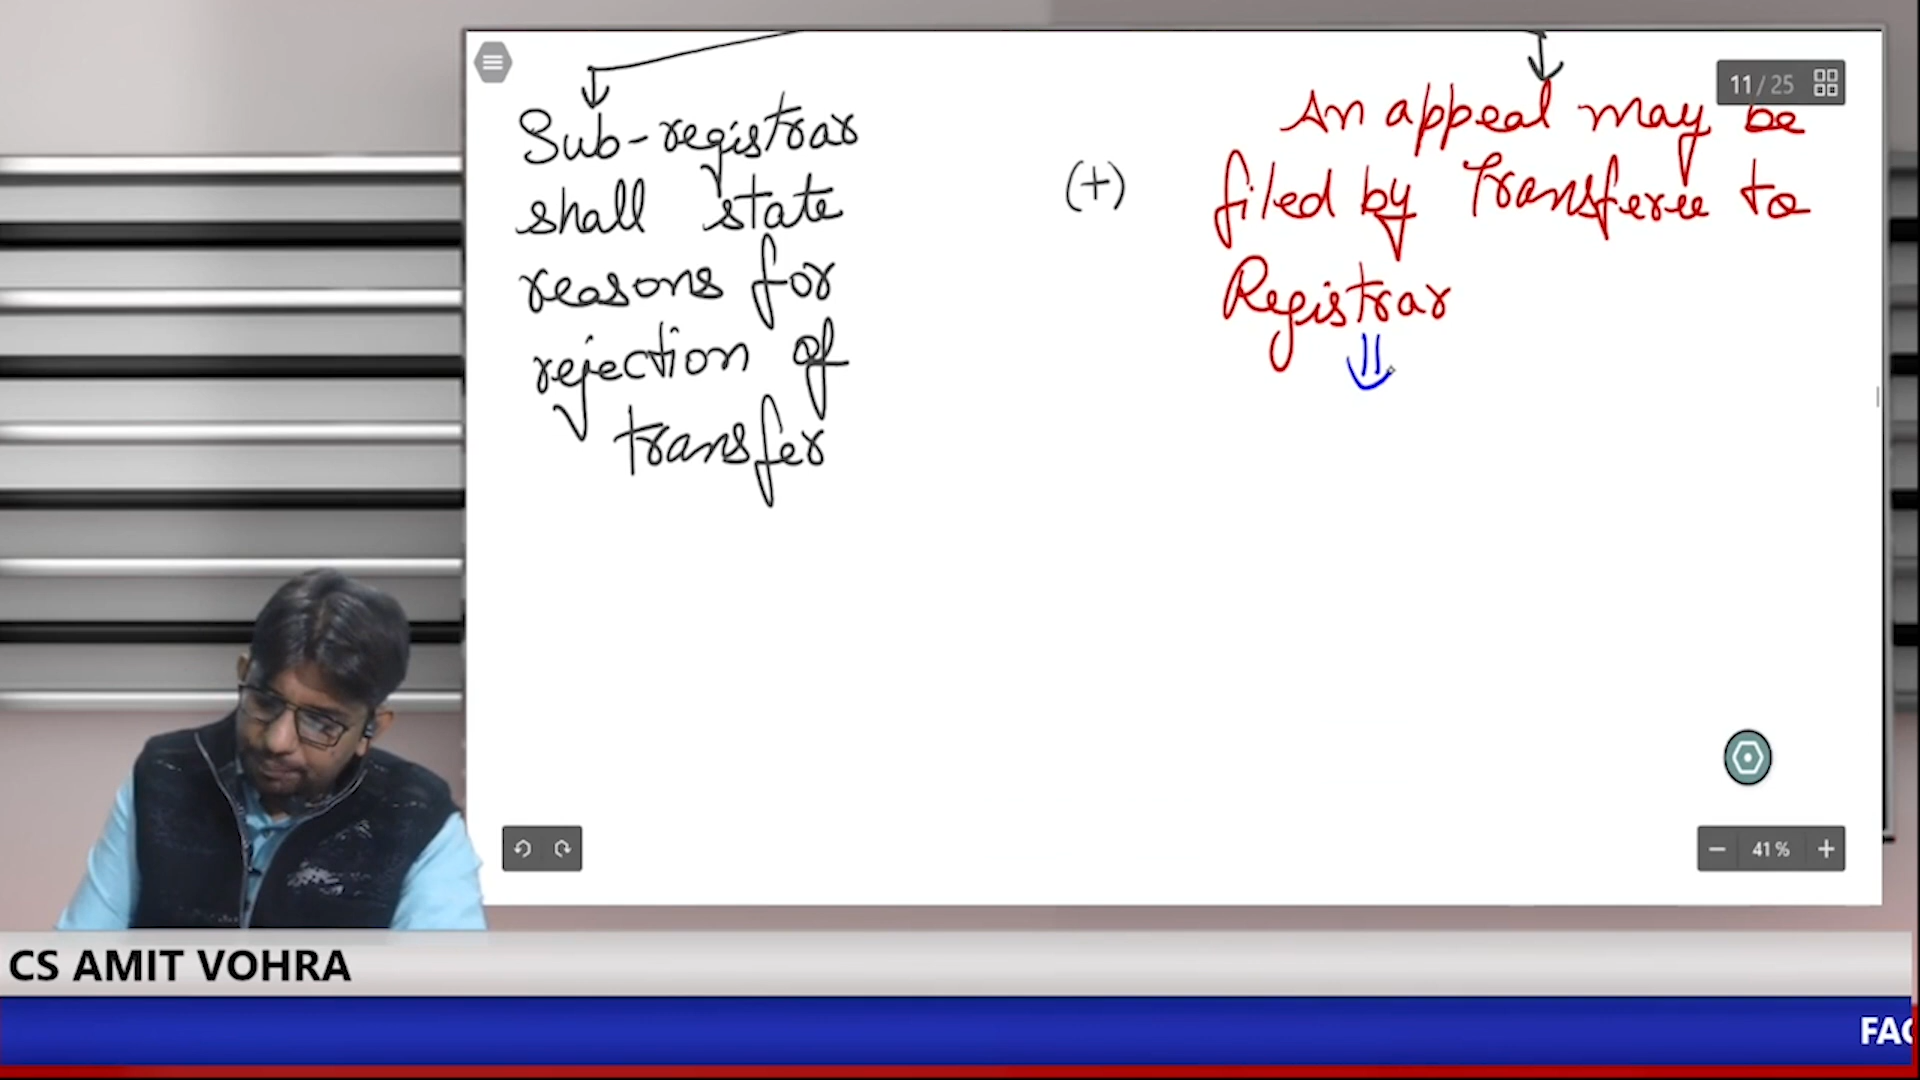 11 / 25
Sub-registrar
shall state
reasons for
rejection of
transfer
(+)
An appeal may be
filed by Transferee to
Registrar
41 %
CS AMIT VOHRA
FAC